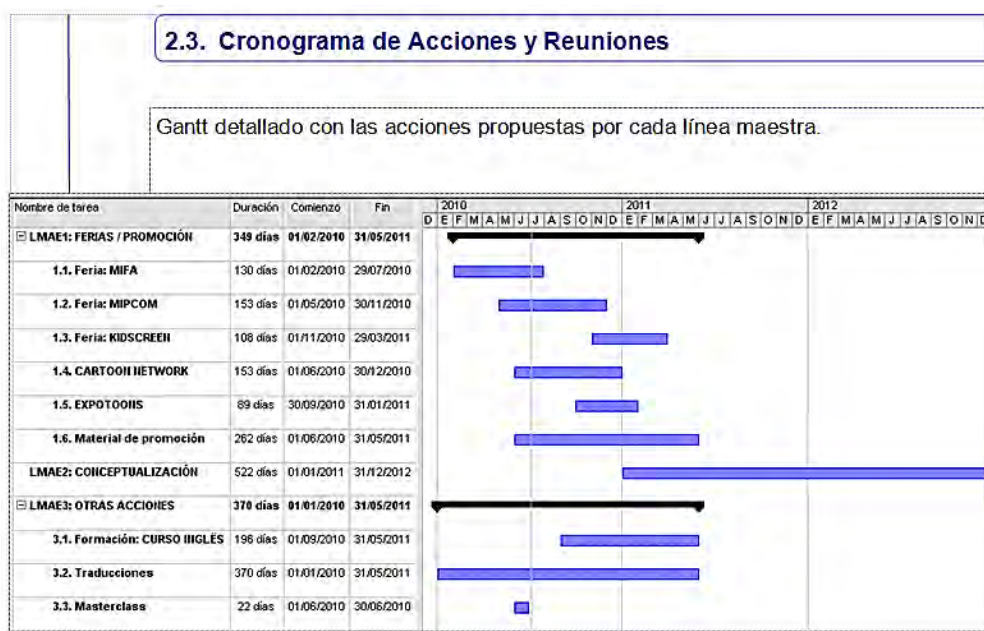 2.3. Cronograma de Acciones y Reuniones
Gantt detallado con las acciones propuestas por cada línea maestra.
Nombre de tarea Duración Comienzo Fin 2010 2011 2012
D E F M A M J J A S O N D E F M A M J J A S O N D E F M A M J J A S O N D
LMAE1: FERIAS / PROMOCIÓN 349 días 01/02/2010 31/05/2011
1.1. Feria: MIFA 130 días 01/02/2010 29/07/2010
1.2. Feria: MIPCOM 153 días 01/05/2010 30/11/2010
1.3. Feria: KIDSCREEN 108 días 01/11/2010 29/03/2011
1.4. CARTOON NETWORK 153 días 01/06/2010 30/12/2010
1.5. EXPOTOONS 89 días 30/09/2010 31/01/2011
1.6. Material de promoción 262 días 01/06/2010 31/05/2011
LMAE2: CONCEPTUALIZACIÓN 522 días 01/01/2011 31/12/2012
LMAE3: OTRAS ACCIONES 370 días 01/01/2010 31/05/2011
3.1. Formación: CURSO INGLÉS 196 días 01/09/2010 31/05/2011
3.2. Traducciones 370 días 01/01/2010 31/05/2011
3.3. Masterclass 22 días 01/06/2010 30/06/2010